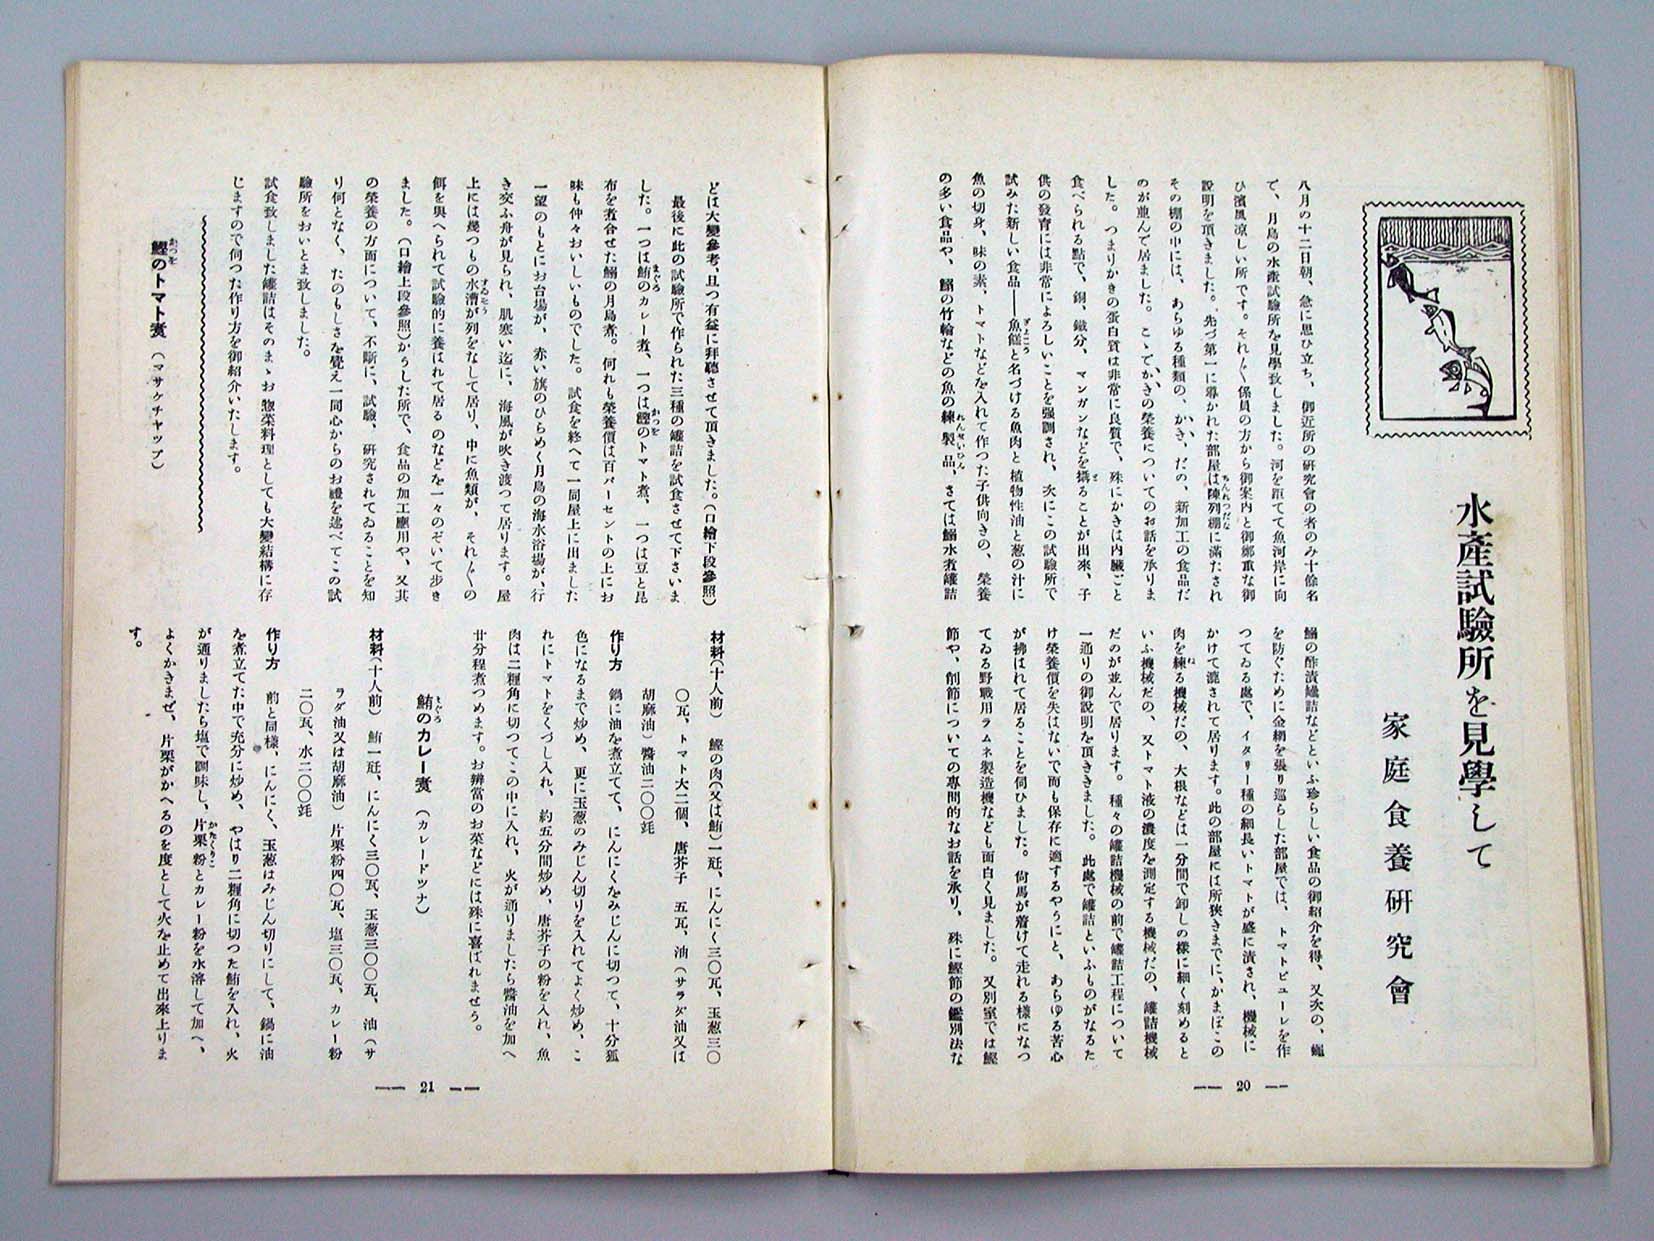 水產試驗所を見學して
家庭食養硏究會
八月の十二日朝、急に思ひ立ち、御近所の硏究會の者のみ十餘名
で、月島の水產試驗所を見學致しました。河を距てて魚河岸に向
ひ濱風凉しい所です。それ〴〵係員の方から御案內と御鄭重な御
說明を頂きました。先づ第一に導かれた部屋は陳列棚に滿たされ
その棚の中には、あらゆる種類の、かき、だの、新加工の食品だ
のが並んで居ました。こゝでかきの榮養についてのお話を承りま
した。つまりかきの蛋白質は非常に良質で、殊にかきは內臟ごと
食べられる點で、銅、鐵分、マンガンなどを攝ることが出來、子
供の發育には非常によろしいことを强調され、次にこの試驗所で
試みた新しい食品――魚餻と名づける魚肉と植物性油と葱の汁に
魚の切身、味の素、トマトなどを入れて作つた子供向きの、榮養
の多い食品や、鰯の竹輪などの魚の練製品、さては鰯水煮罐詰
鰯の酢漬罐詰などといふ珍らしい食品の御紹介を得、又次の、蠅
を防ぐために金網を張り巡らした部屋では、トマトピューレを作
つてゐる處で、イタリー種の細長いトマトが盛に漬され、機械に
かけて漉されて居ります。此の部屋には所狹きまでに、かまぼこの
肉を練る機械だの、大根などは一分間で卸しの樣に細く刻めると
いふ機械だの、又トマト液の濃度を測定する機械だの、罐詰機械
だのが並んで居ります。種々の罐詰機械の前で罐詰工程について
一通りの御說明を頂ききました。此處で罐詰といふものがなるた
け榮養價を失はないで而も保存に適するやうにと、あらゆる苦心
が拂はれて居ることを伺ひました。尙馬が着けて走れる樣になつ
てゐる野戰用ラムネ製造機なども面白く見ました。又別室では鰹
節や、削節についての專門的なお話を承り、殊に鰹節の鑑別法な
― 20 ―
どは大變參考、且つ有益に拜聽させて頂きました。(口繪下段參照)
最後に此の試驗所で作られた三種の罐詰を試食させて下さいま
した。一つは鮪のカレー煮、一つは鰹のトマト煮、一つは豆と昆
布を煮合せた鰯の月島煮。何れも榮養價は百パーセントの上にお
味も仲々おいしいものでした。試食を終へて一同屋上に出ました
一望のもとにお台場が、赤い旗のひらめく月島の海水浴場が、行
き交ふ舟が見られ、肌寒い迄に、海風が吹き渡つて居ります。屋
上には幾つもの水漕が列をなして居り、中に魚類が、それ〴〵の
餌を與へられて試驗的に養はれて居る のなどを一々のぞいて步き
ました。(口繪上段參照)かうした所で、食品の加工應用や、又其
の榮養の方面について、不斷に、試驗、硏究されてゐることを知
り何となく、たのもしさを覺え一同心からのお禮を述べてこの試
驗所をおいとま致しました。
試食致しました罐詰はそのまゝお惣菜料理としても大變結構に存
じますので伺つた作り方を御紹介いたします。
鰹のトマト煮 (マサケチヤップ)
材料(十人前) 鰹の肉(又は鮪)一瓩、にんにく三〇瓦、玉葱三〇
〇瓦、トマト大二個、唐芥子 五瓦、油(サラダ油又は
胡麻油)醬油二〇〇竓
作り方 鍋に油を煮立てて、にんにくをみじんに切つて、十分狐
色になるまで炒め、更に玉葱のみじん切りを入れてよく炒め、こ
れにトマトをくづし入れ、約五分間炒め、唐芥子の粉を入れ、魚
肉は二糎角に切つてこの中に入れ、火が通りましたら醬油を加へ
廿分程煮つめます。お辨當のお菜などには殊に喜ばれませう。
鮪のカレー煮 (カレードツナ)
材料(十人前) 鮪一瓩、にんにく三〇瓦、玉葱三〇〇瓦、油(サ
ラダ油又は胡麻油)片栗粉四〇瓦、塩三〇瓦、カレー粉
二〇瓦、水二〇〇竓
作り方 前と同樣、にんにく、玉葱はみじん切りにして、鍋に油
を煮立てた中で充分に炒め、やはり二糎角に切つた鮪を入れ、火
が通りましたら塩で調味し、片栗粉とカレー粉を水溶して加へ、
よくかきまぜ、片栗がかへるのを度として火を止めて出來上りま
す。
― 21 ―